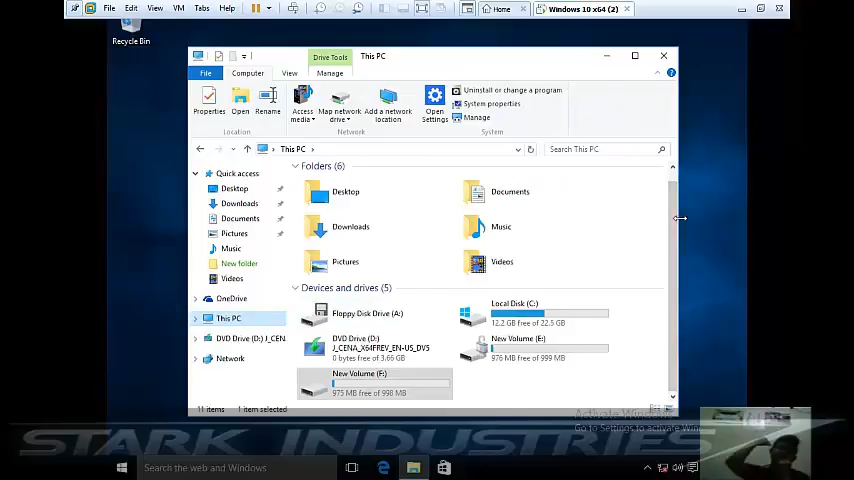 File Edit View VM Tabs Help
Home
Windows 10 x64 (2)
Recycle Bin
Drive Tools
This PC
File Computer View Manage
Properties
Open
Rename
Access media
Map network drive
Add a network location
Open Settings
Uninstall or change a program
System properties
Manage
Location
Network
System
This PC
Search This PC
Quick access
Desktop
Downloads
Documents
Pictures
Music
New folder
Videos
OneDrive
This PC
DVD Drive (D:) J_CEN
Network
Folders (6)
Desktop
Documents
Downloads
Music
Pictures
Videos
Devices and drives (5)
Floppy Disk Drive (A:)
Local Disk (C:)
12.2 GB free of 22.5 GB
DVD Drive (D:)
J_CENA_X64FREV_EN-US_DV5
0 bytes free of 3.66 GB
New Volume (E:)
976 MB free of 999 MB
New Volume (F:)
975 MB free of 998 MB
11 items 1 item selected
Activate Windows
Go to Settings to activate Win
STARK INDUSTRIES
Search the web and Windows